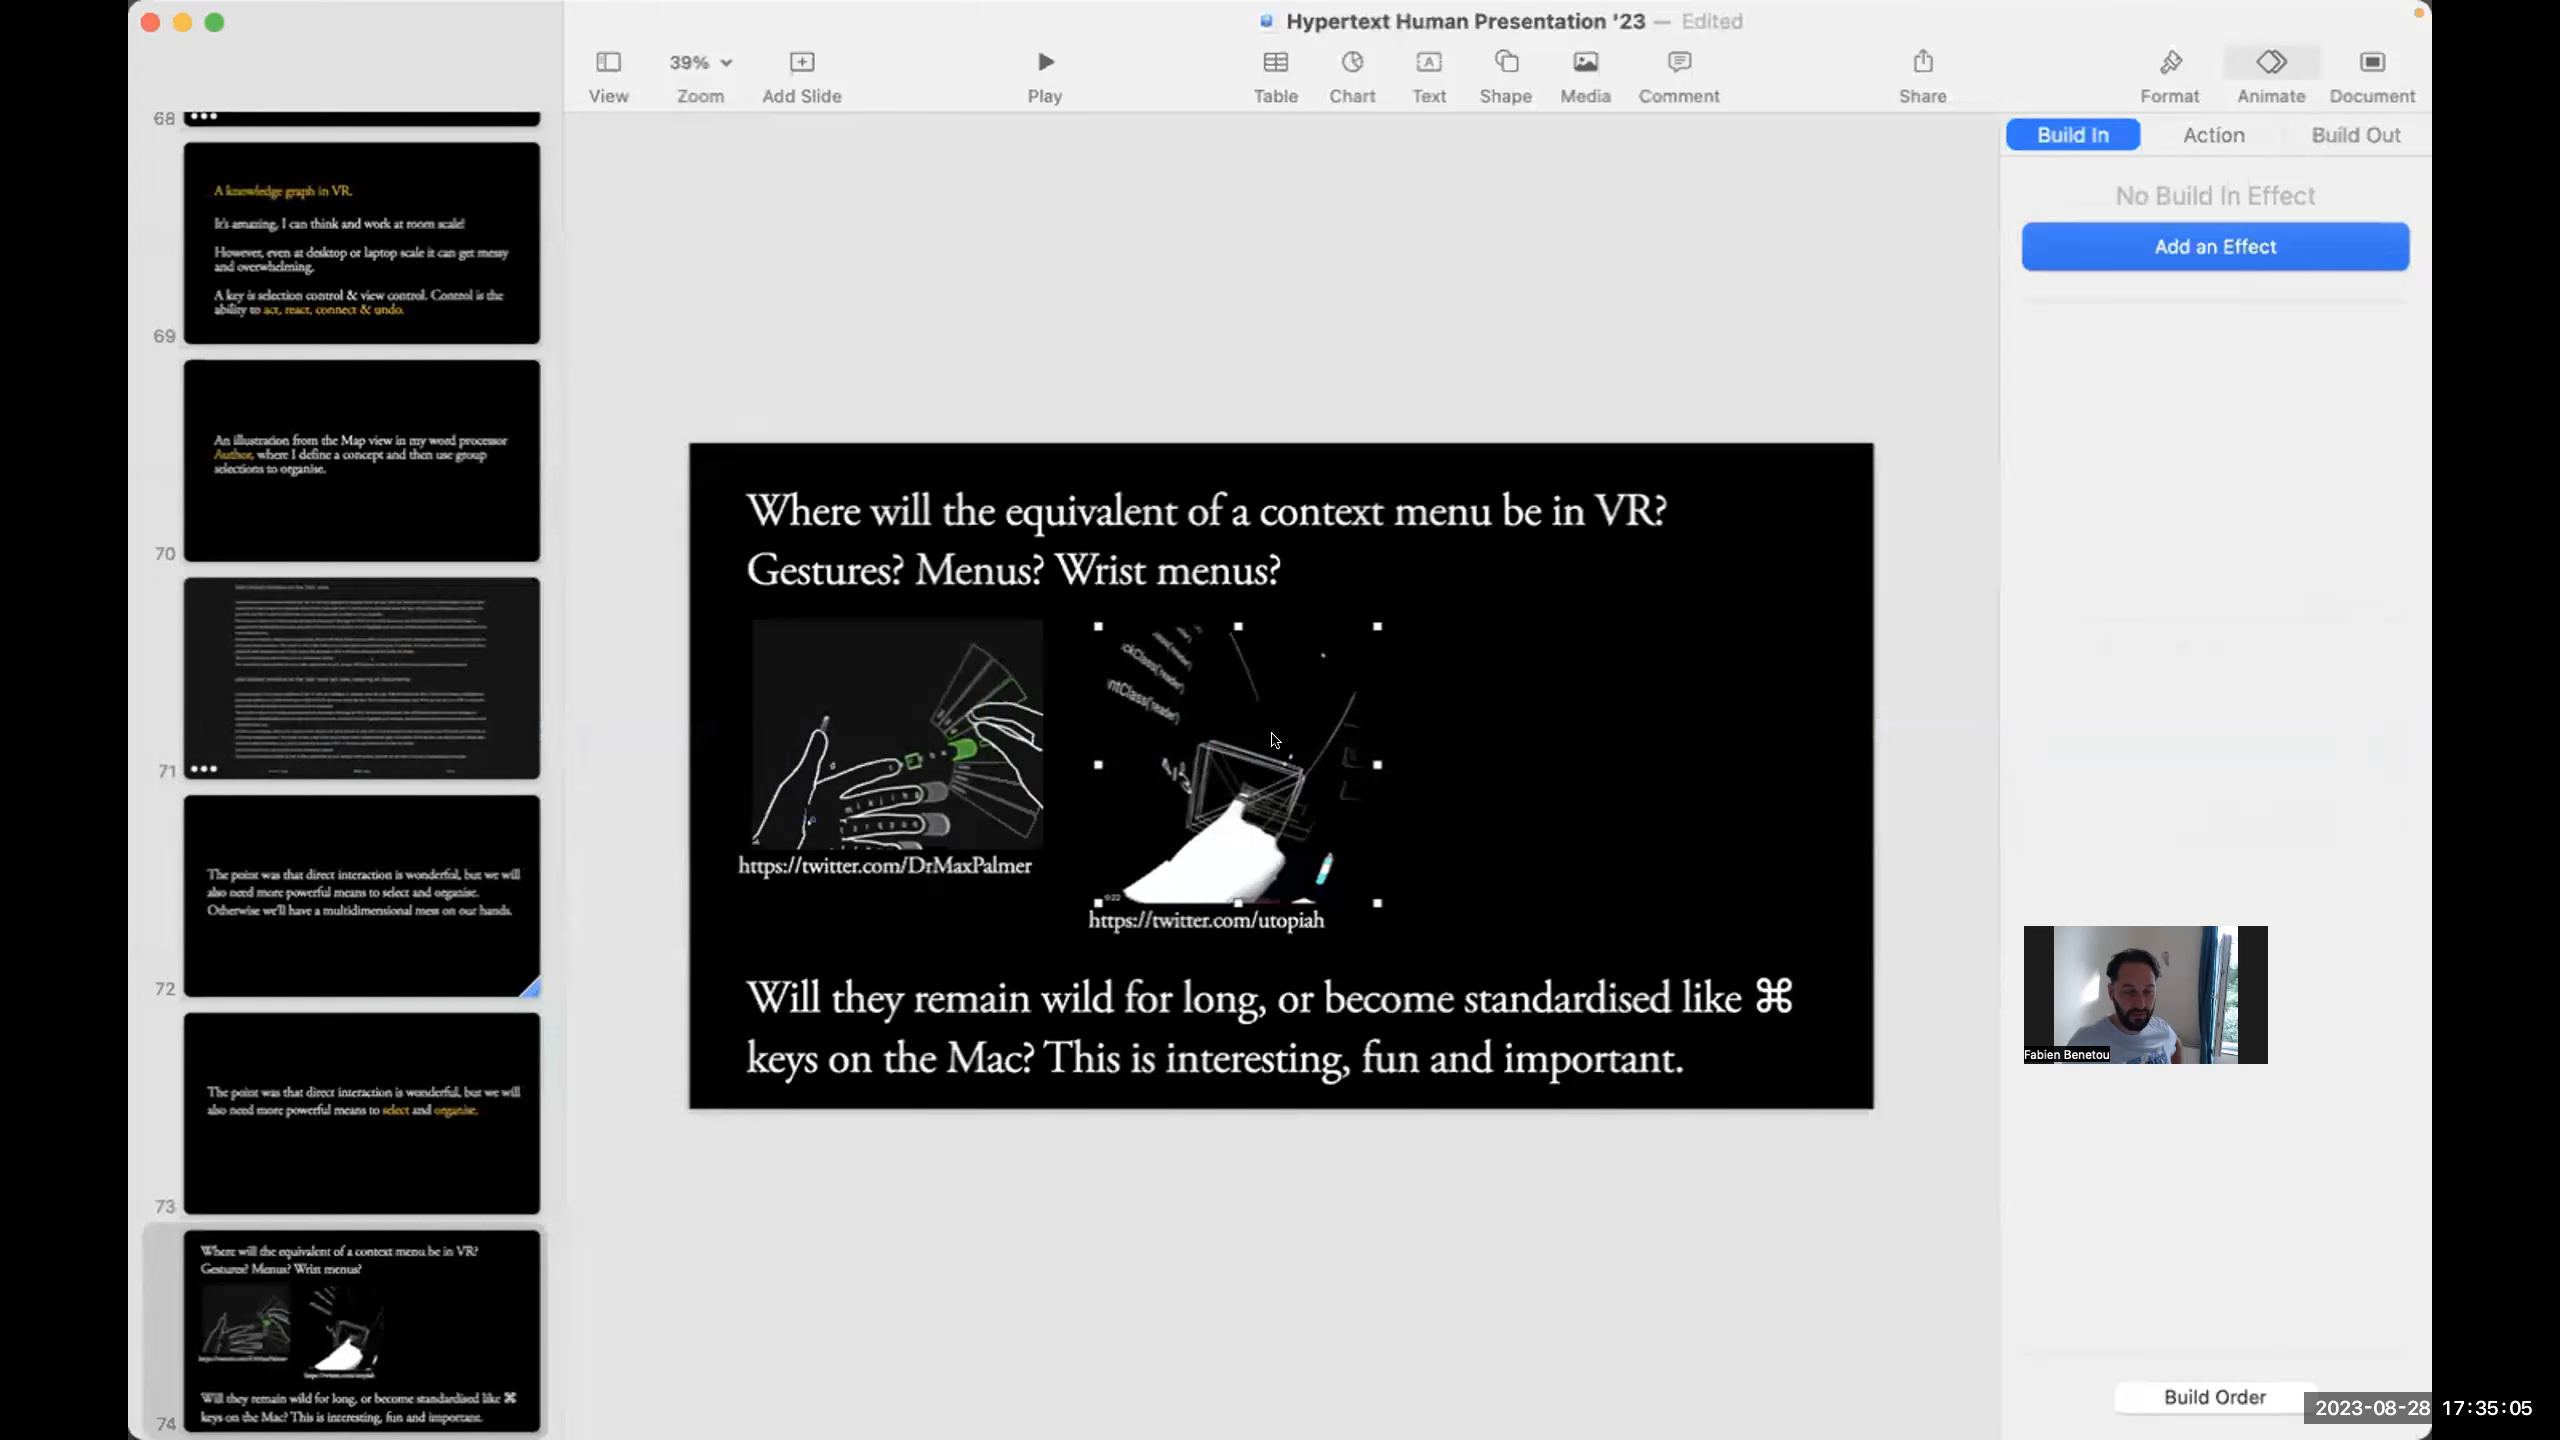 Hypertext Human Presentation '23 — Edited
View
39%
Zoom
Add Slide
Play
Table
Chart
Text
Shape
Media
Comment
Share
Format
Animate
Document
Build In
Action
Build Out
No Build In Effect
Add an Effect
68
A knowledge graph in VR.
It's amazing, I can think and work at room scale!
However, even at desktop or laptop scale it can get messy
and overwhelming.
A key is selection control & view control. Control is the
ability to act, react, connect & undo.
69
An illustration from the Map view in my word processor
Author, where I define a concept and then use group
selections to organise.
70
71
The point was that direct interaction is wonderful, but we will
also need more powerful means to select and organise.
Otherwise we'll have a multidimensional mess on our hands.
72
The point was that direct interaction is wonderful, but we will
also need more powerful means to select and organise.
73
Where will the equivalent of a context menu be in VR?
Gestures? Menus? Wrist menus?
https://twitter.com/DrMaxPalmer
https://twitter.com/utopiah
Will they remain wild for long, or become standardised like ⌘
keys on the Mac? This is interesting, fun and important.
74
Where will the equivalent of a context menu be in VR?
Gestures? Menus? Wrist menus?
https://twitter.com/DrMaxPalmer
https://twitter.com/utopiah
Will they remain wild for long, or become standardised like ⌘
keys on the Mac? This is interesting, fun and important.
Fabien Benetou
Build Order
2023-08-28 17:35:05